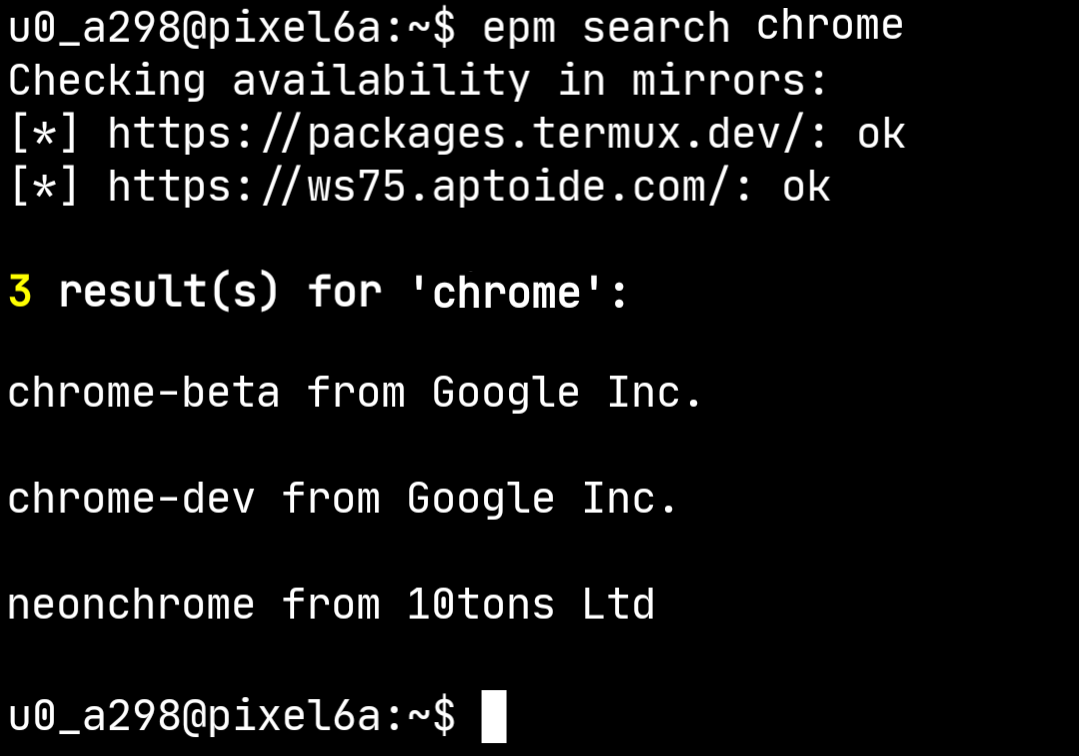 u0_a298@pixel6a:~$ epm search chrome
Checking availability in mirrors:
[*] https://packages.termux.dev/: ok
[*] https://ws75.aptoide.com/: ok
3 result(s) for 'chrome':
chrome-beta from Google Inc.
chrome-dev from Google Inc.
neonchrome from 10tons Ltd
u0_a298@pixel6a:~$